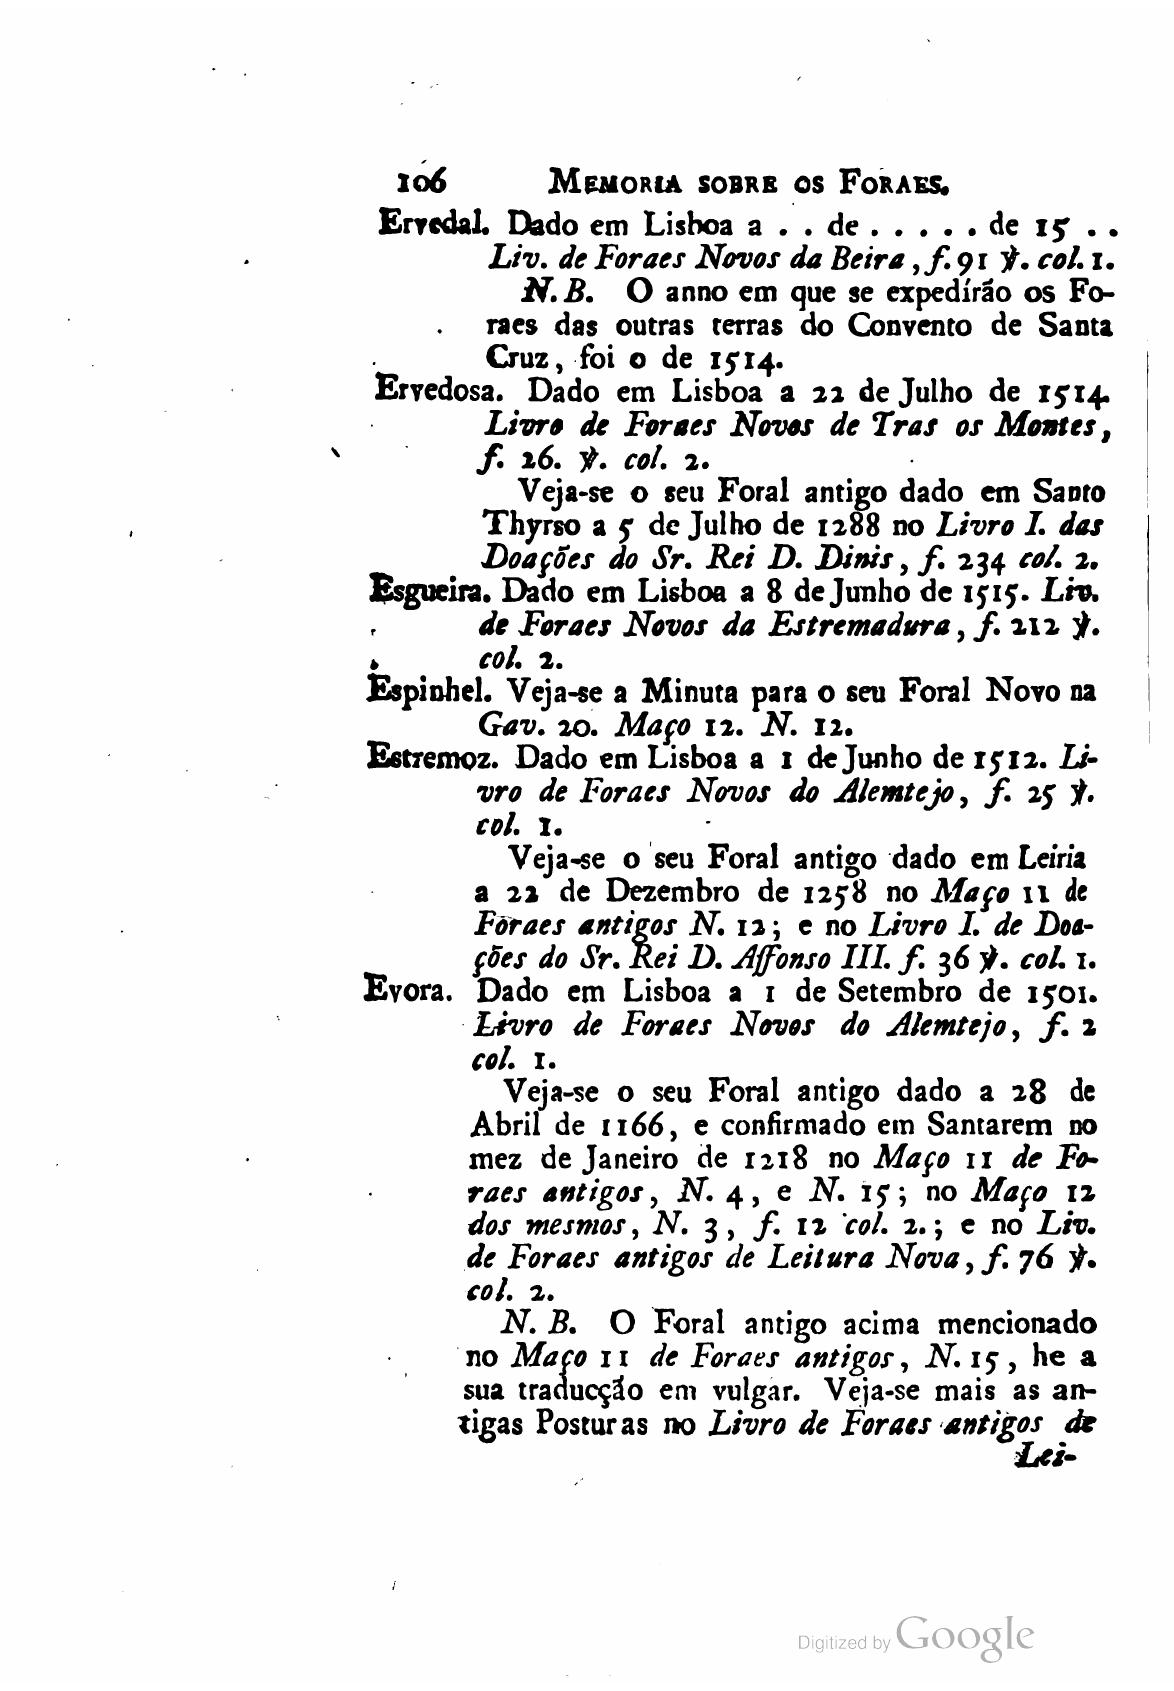 106 MEMORIA SOBRE OS FORAES.
Ervedal. Dado em Lisboa a . . de . . . . . de 15 . .
Liv. de Foraes Novos da Beira, f. 91 ℣. col. 1.
N. B. O anno em que se expedírão os Fo-
raes das outras terras do Convento de Santa
Cruz, foi o de 1514.
Ervedosa. Dado em Lisboa a 22 de Julho de 1514.
Livro de Foraes Novos de Tras os Montes,
f. 26. ℣. col. 2.
Veja-se o seu Foral antigo dado em Santo
Thyrso a 5 de Julho de 1288 no Livro I. das
Doações do Sr. Rei D. Dinis, f. 234 col. 2.
Esgueira. Dado em Lisboa a 8 de Junho de 1515. Liv.
de Foraes Novos da Estremadura, f. 212 ℣.
col. 2.
Espinhel. Veja-se a Minuta para o seu Foral Novo na
Gav. 20. Maço 12. N. 12.
Estremoz. Dado em Lisboa a 1 de Junho de 1512. Li-
vro de Foraes Novos do Alemtejo, f. 25 ℣.
col. 1.
Veja-se o seu Foral antigo dado em Leiria
a 22 de Dezembro de 1258 no Maço 11 de
Foraes antigos N. 12; e no Livro I. de Doa-
ções do Sr. Rei D. Affonso III. f. 36 ℣. col. 1.
Evora. Dado em Lisboa a 1 de Setembro de 1501.
Livro de Foraes Novos do Alemtejo, f. 2
col. 1.
Veja-se o seu Foral antigo dado a 28 de
Abril de 1166, e confirmado em Santarem no
mez de Janeiro de 1218 no Maço 11 de Fo-
raes antigos, N. 4, e N. 15; no Maço 12
dos mesmos, N. 3, f. 12 col. 2.; e no Liv.
de Foraes antigos de Leitura Nova, f. 76 ℣.
col. 2.
N. B. O Foral antigo acima mencionado
no Maço 11 de Foraes antigos, N. 15, he a
sua traducção em vulgar. Veja-se mais as an-
tigas Posturas no Livro de Foraes antigos de
Lei-
Digitized by Google